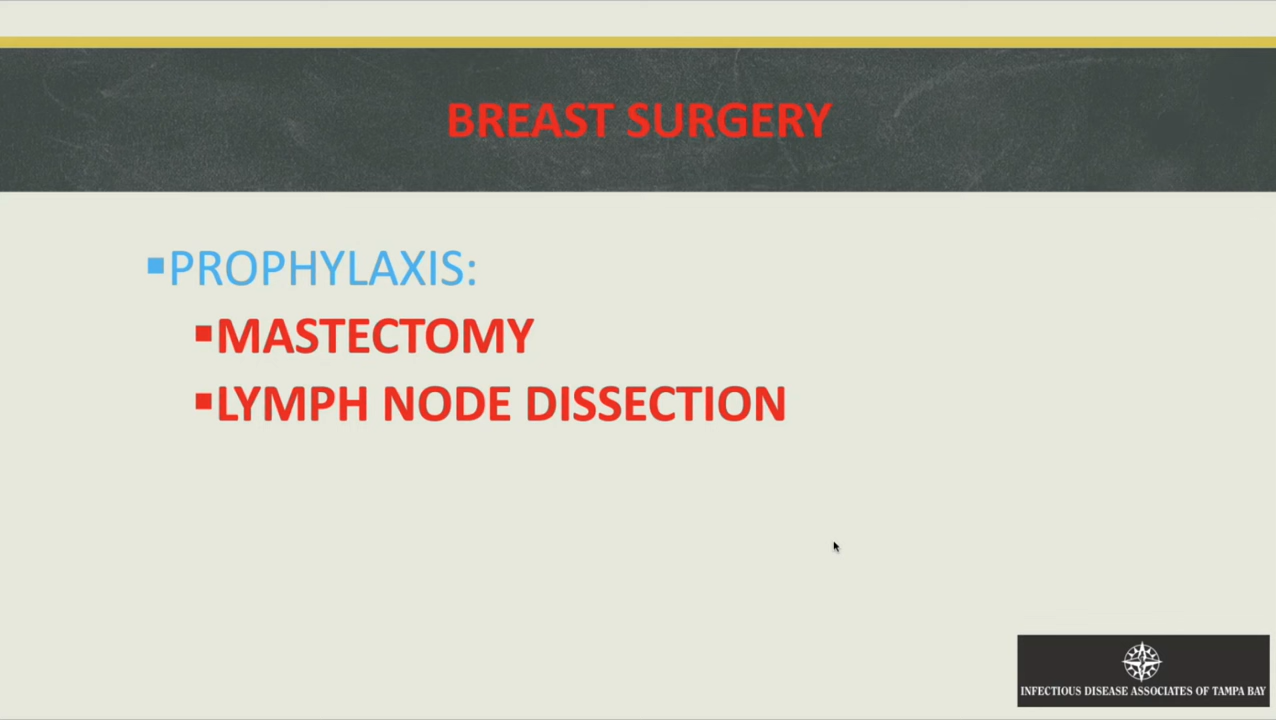 BREAST SURGERY
▪PROPHYLAXIS:
▪MASTECTOMY
▪LYMPH NODE DISSECTION
INFECTIOUS DISEASE ASSOCIATES OF TAMPA BAY